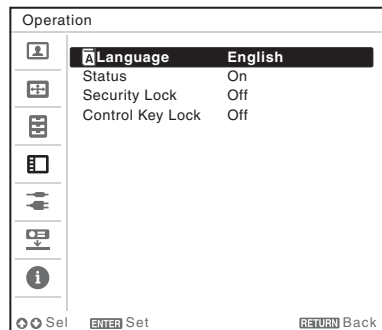 Operation
A Language English
Status On
Security Lock Off
Control Key Lock Off
Sel ENTER Set RETURN Back